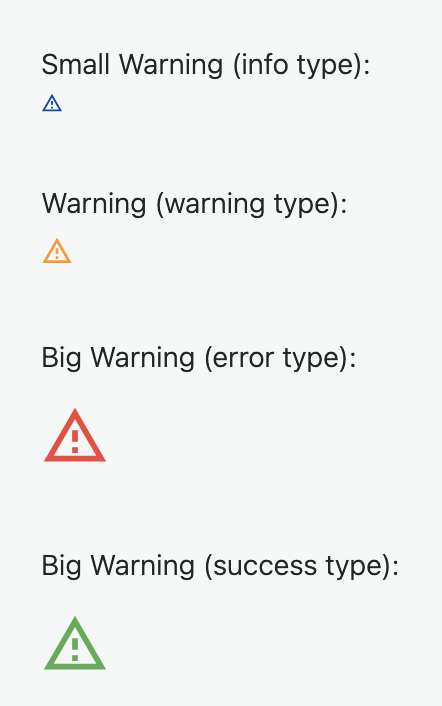 Small Warning (info type):
Warning (warning type):
Big Warning (error type):
Big Warning (success type):